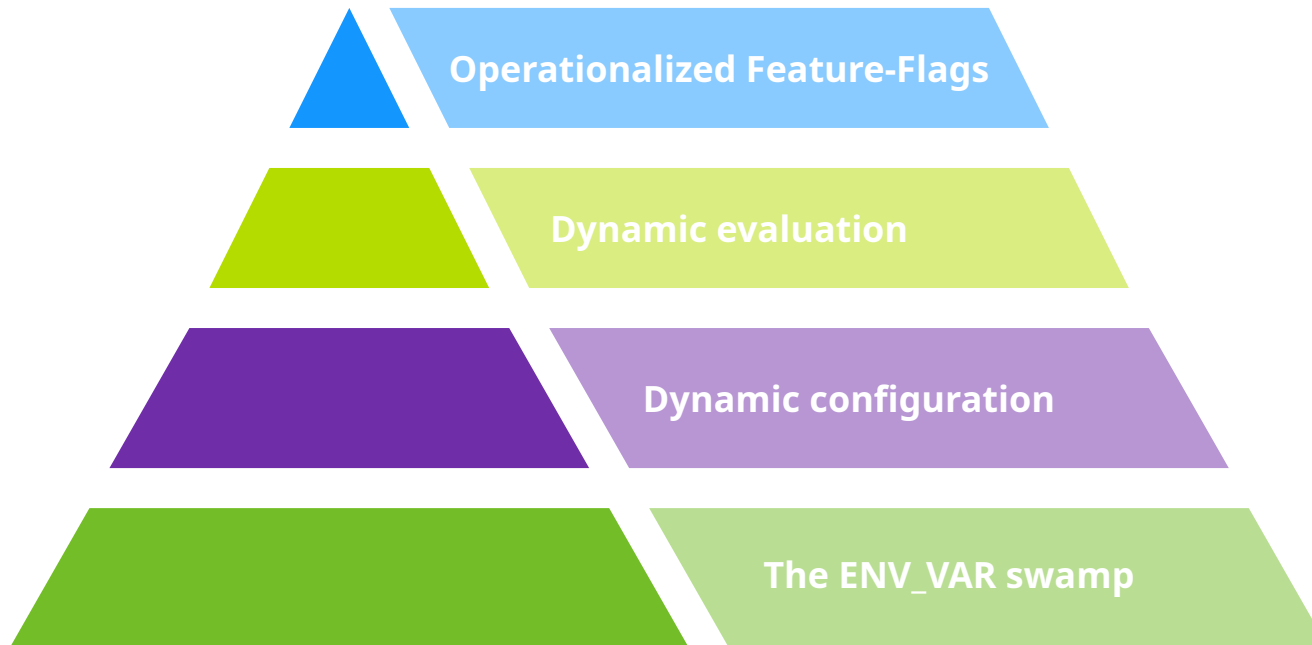 Operationalized Feature-Flags
Dynamic evaluation
Dynamic configuration
The ENV_VAR swamp